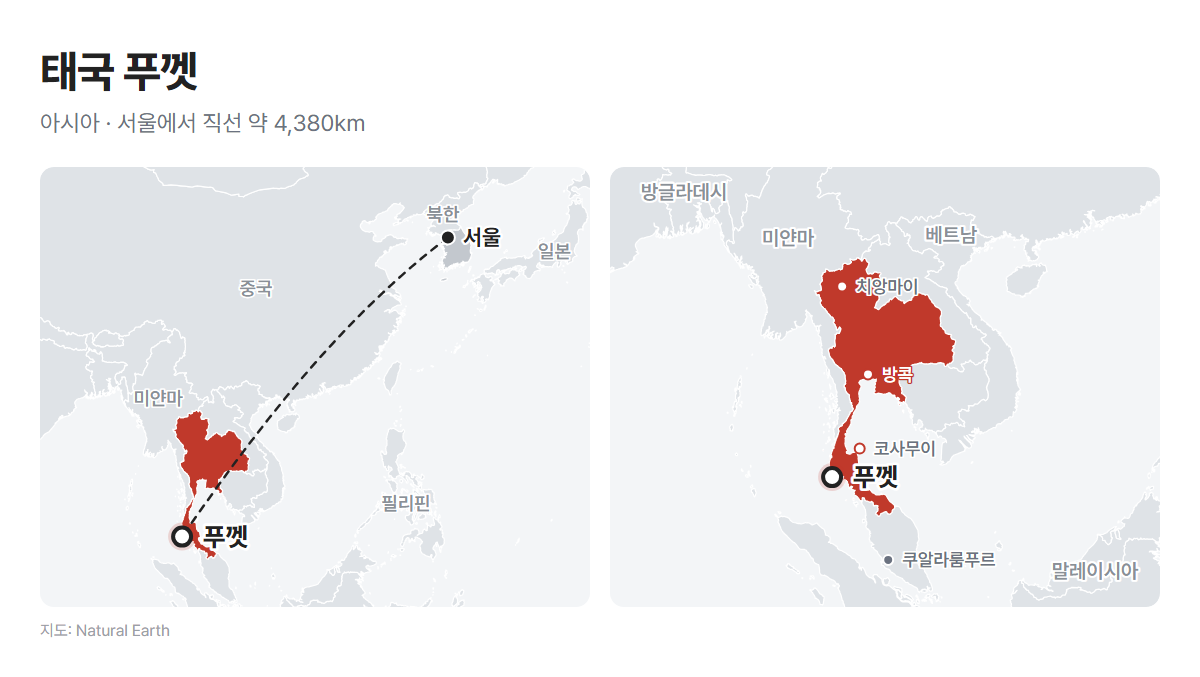 태국 푸껫
아시아 · 서울에서 직선 약 4,380km
북한
서울
일본
중국
미얀마
필리핀
푸껫
방글라데시
미얀마
베트남
치앙마이
방콕
코사무이
푸껫
쿠알라룸푸르
말레이시아
지도: Natural Earth